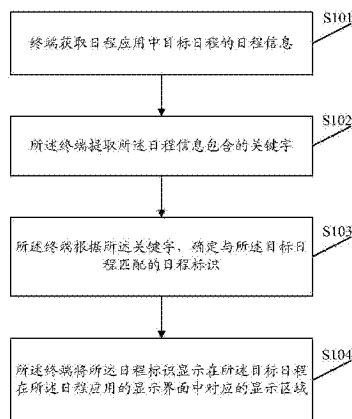 S101
终端获取日程应用中目标日程的日程信息
S102
所述终端提取所述日程信息包含的关键字
S103
所述终端根据所述关键字，确定与所述目标日
程匹配的日程标识
S104
所述终端将所述日程标识显示在所述目标日程
在所述日程应用的显示界面中对应的显示区域